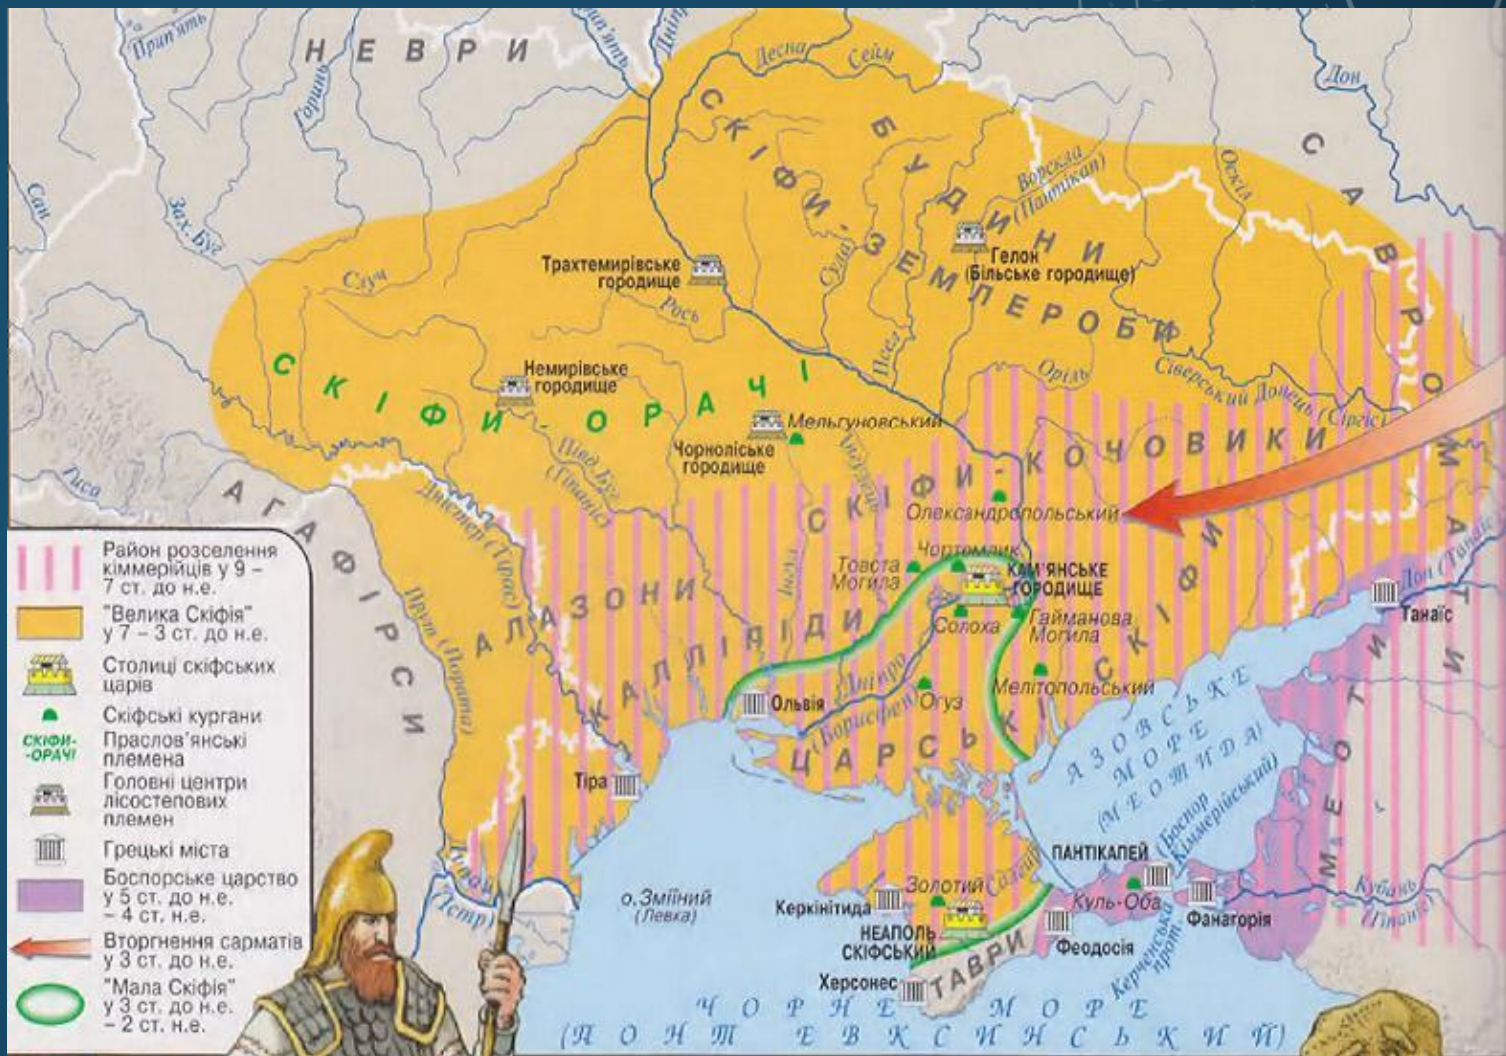 Прип'ять
НЕВРИ
Горинь
Прип'ять
Дніпро
Десна
Сейм
Дон
Сан
Зах. Буг
Случ
СКІФИ-ЗЕМЛЕРОБИ
БУДИНИ
Ворскла
(Пантікап)
Оскіл
САВРОМАТИ
Сула
Гелон
(Більське городище)
Трахтемирівське
городище
Рось
Псел
Оріль
Сіверський Донець (Сіргіс)
Немирівське
городище
СКІФИ-ОРАЧІ
Мельгуновський
Чорноліське
городище
Півд. Буг
(Гіпаніс)
Інгулець
СКІФИ-КОЧОВИКИ
Олександропольський
Тиса
АГАФІРСИ
Дністер (Тірас)
Прут (Пората)
АЛАЗОНИ
КАЛЛІПІДИ
Інгул
Товста
Могила
Чортомлик
КАМ'ЯНСЬКЕ
ГОРОДИЩЕ
Солоха
Гайманова
Могила
Мелітопольський
Огуз
Дніпро
(Борисфен)
ЦАРСЬКІ СКІФИ
Ольвія
Тіра
Дон (Танаїс)
Танаїс
МЕОТИ
АЗОВСЬКЕ
МОРЕ
(МЕОТИДА)
(Боспор
Кіммерійський)
ПАНТІКАПЕЙ
Куль-Оба
Фанагорія
Кубань
(Гіпаніс)
Керченська
прот.
Феодосія
Золотий
Салгир
Керкінітида
НЕАПОЛЬ
СКІФСЬКИЙ
Херсонес
ТАВРИ
о.Зміїний
(Левка)
Дунай
(Істр)
ЧОРНЕ МОРЕ
(ПОНТ ЕВКСИНСЬКИЙ)
Район розселення
кіммерійців у 9 –
7 ст. до н.е.
"Велика Скіфія"
у 7 – 3 ст. до н.е.
Столиці скіфських
царів
Скіфські кургани
СКІФИ-
-ОРАЧІ
Праслов'янські
племена
Головні центри
лісостепових
племен
Грецькі міста
Боспорське царство
у 5 ст. до н.е.
– 4 ст. н.е.
Вторгнення сарматів
у 3 ст. до н.е.
"Мала Скіфія"
у 3 ст. до н.е.
– 2 ст. н.е.